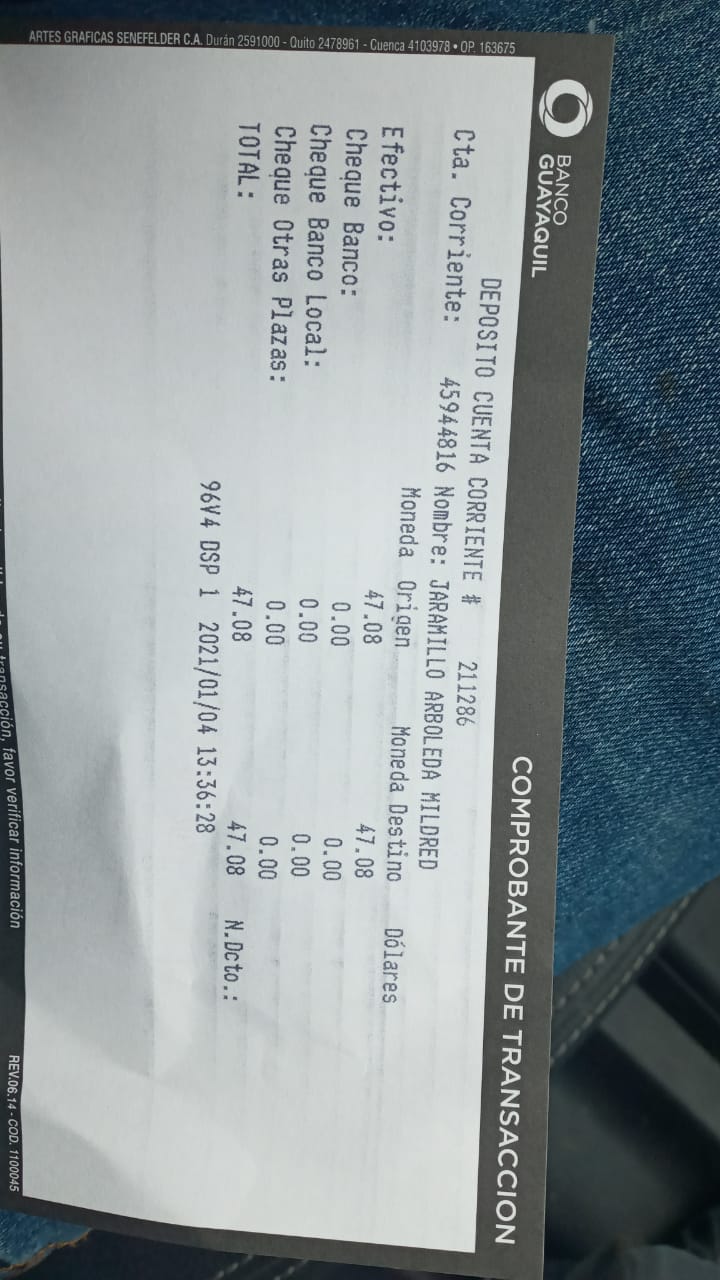 BANCO
GUAYAQUIL
COMPROBANTE DE TRANSACCION
DEPOSITO CUENTA CORRIENTE # 211286
Cta. Corriente: 45944816 Nombre: JARAMILLO ARBOLEDA MILDRED
Moneda Origen Moneda Destino Dólares
Efectivo: 47.08 47.08
Cheque Banco: 0.00 0.00
Cheque Banco Local: 0.00 0.00
Cheque Otras Plazas: 0.00 0.00
TOTAL: 47.08 47.08 N.Dcto.:
96V4 DSP 1 2021/01/04 13:36:28
ARTES GRAFICAS SENEFELDER C.A. Durán 2591000 - Quito 2478961 - Cuenca 4103978 • OP. 163675
transacción, favor verificar información
REV.06.14 - COD. 1100045